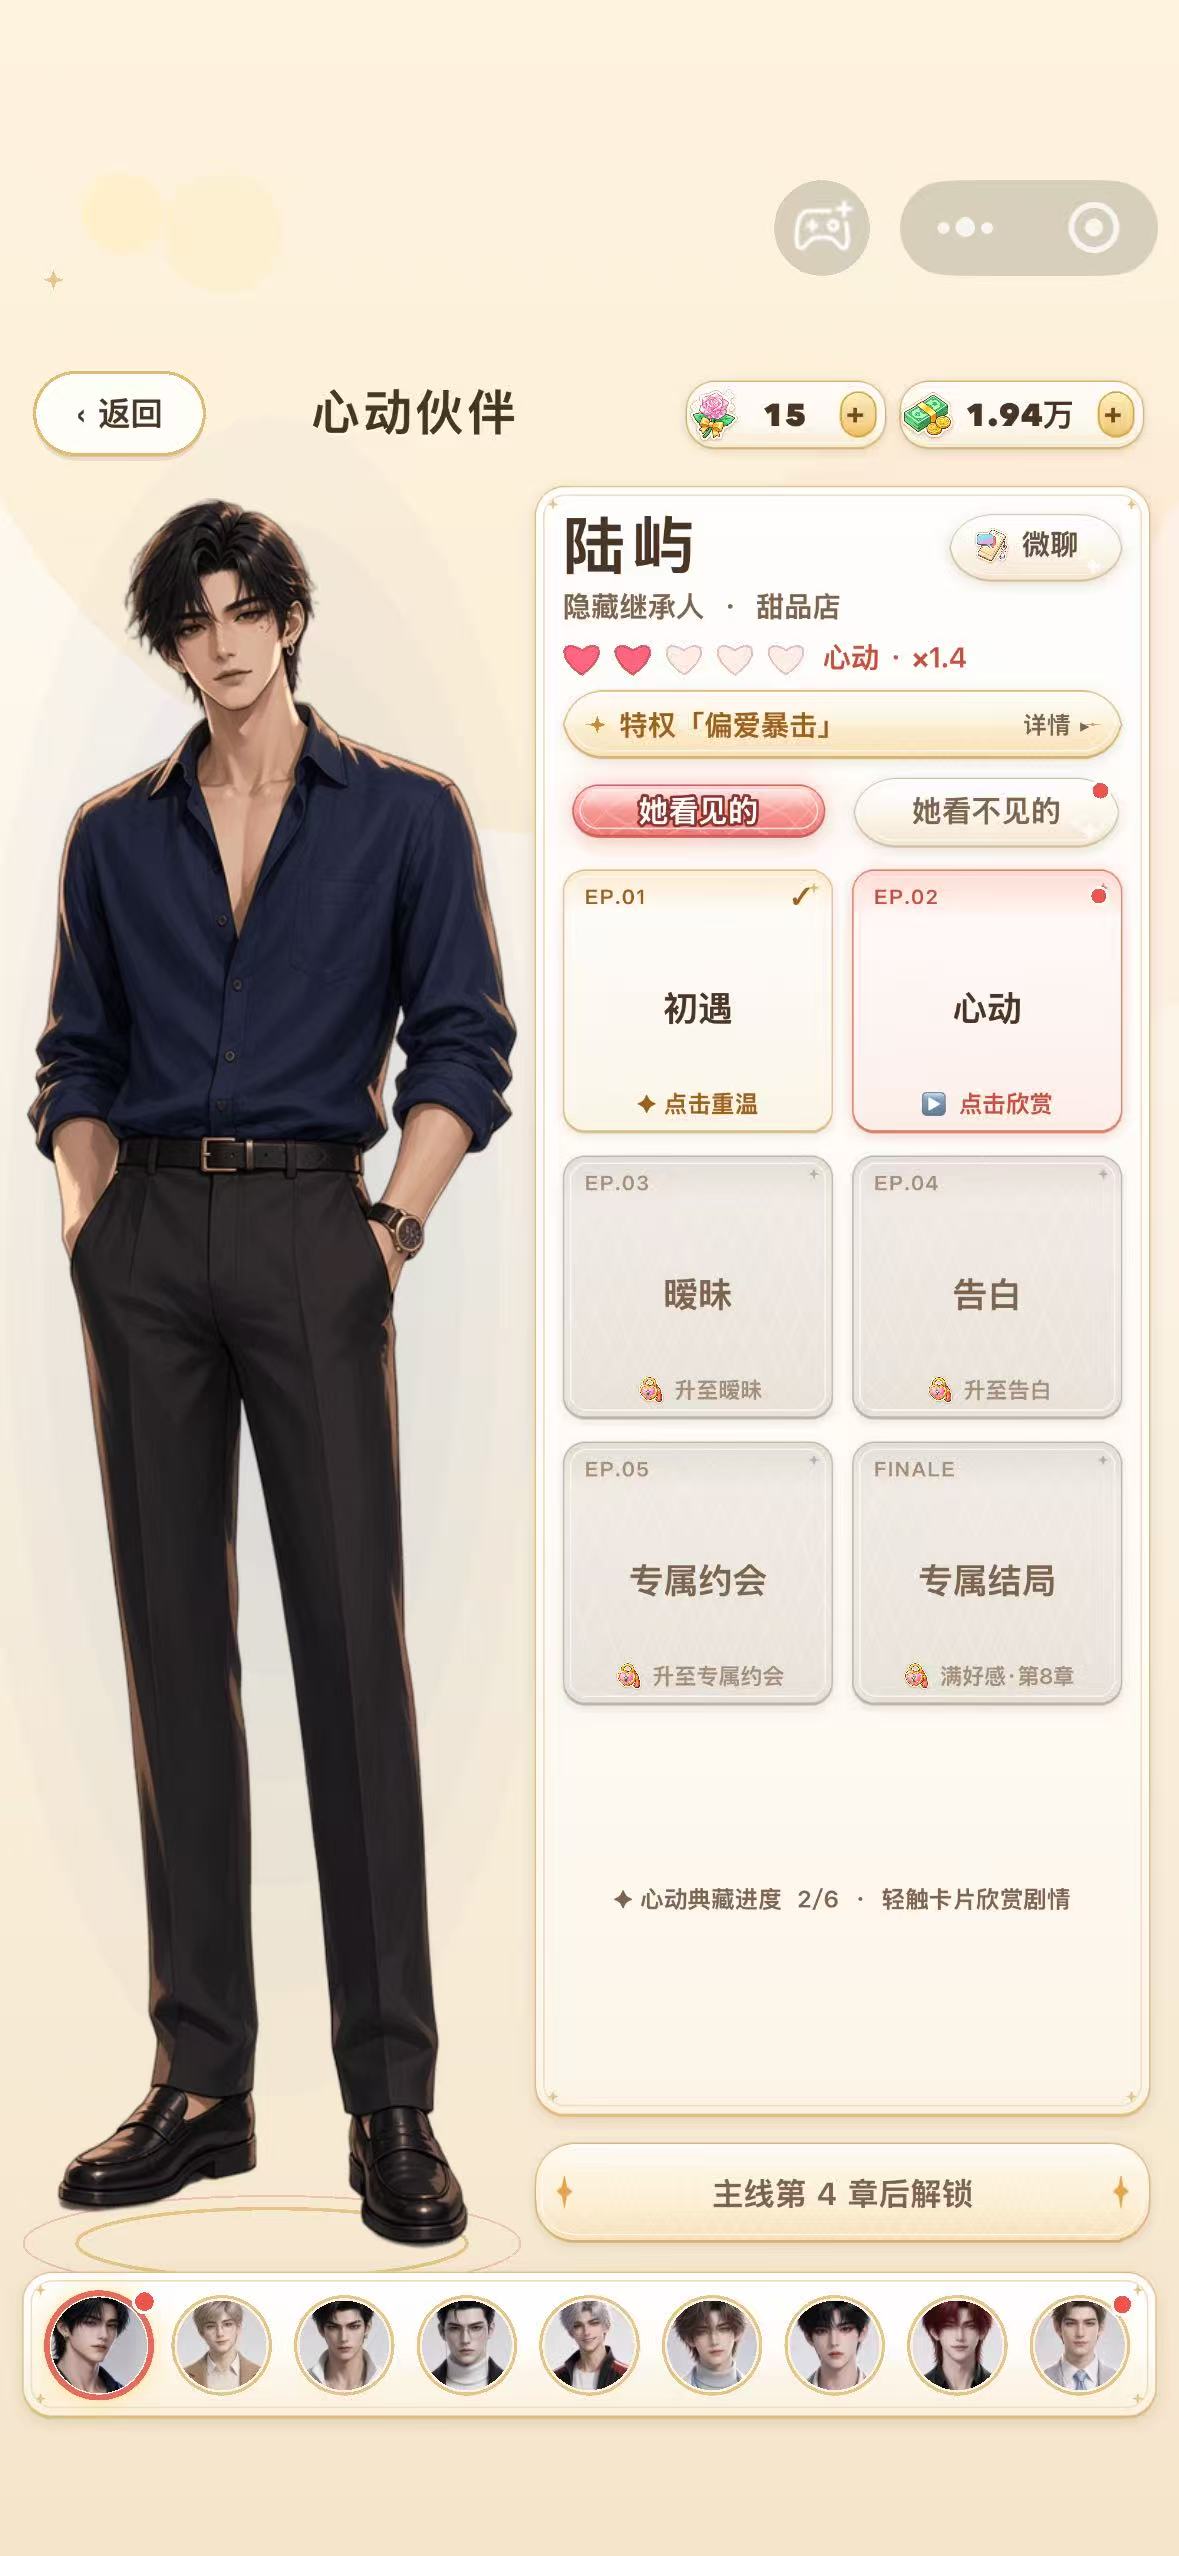 ‹ 返回
心动伙伴
15 +
1.94万 +
陆屿
微聊
隐藏继承人 · 甜品店
心动 · ×1.4
特权「偏爱暴击」 详情
她看见的
她看不见的
EP.01
初遇
点击重温
EP.02
心动
点击欣赏
EP.03
暧昧
升至暧昧
EP.04
告白
升至告白
EP.05
专属约会
升至专属约会
FINALE
专属结局
满好感·第8章
心动典藏进度 2/6 · 轻触卡片欣赏剧情
主线第 4 章后解锁